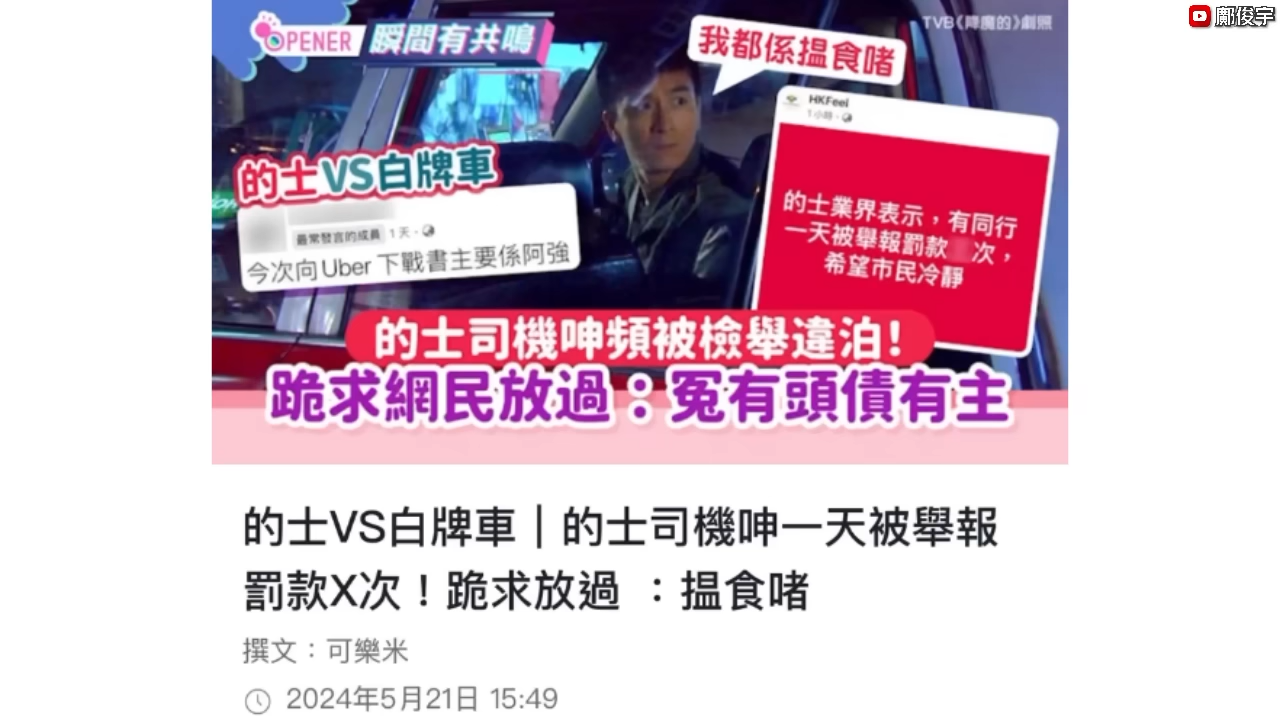 鄺俊宇
OPENER
瞬間有共鳴
TVB《降魔的》劇照
我都係搵食啫
HKFeel
1小時
的士VS白牌車
最常發言的成員 1天
今次向Uber下戰書主要係阿強
的士業界表示，有同行
一天被舉報罰款 次，
希望市民冷靜
的士司機呻頻被檢舉違泊！
跪求網民放過：冤有頭債有主
的士VS白牌車｜的士司機呻一天被舉報
罰款X次！跪求放過 ：搵食啫
撰文：可樂米
2024年5月21日 15:49